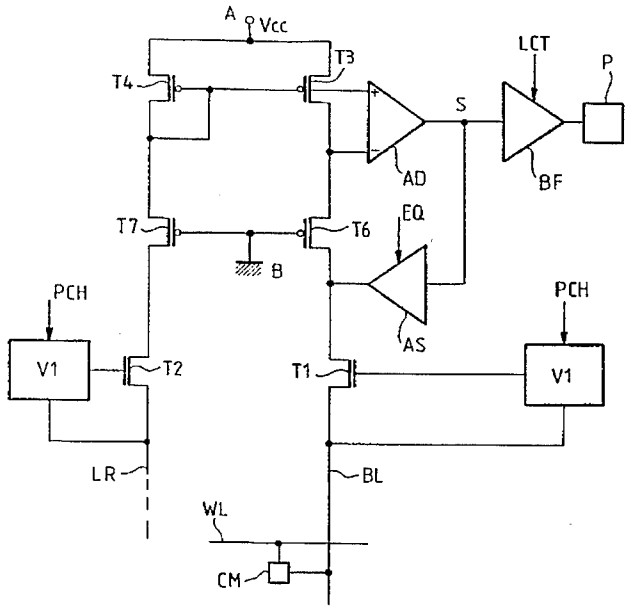 A
Vcc
LCT
P
T4
T3
+
S
−
AD
BF
EQ
T7
T6
B
PCH
PCH
AS
V1
T2
T1
V1
LR
BL
WL
CM